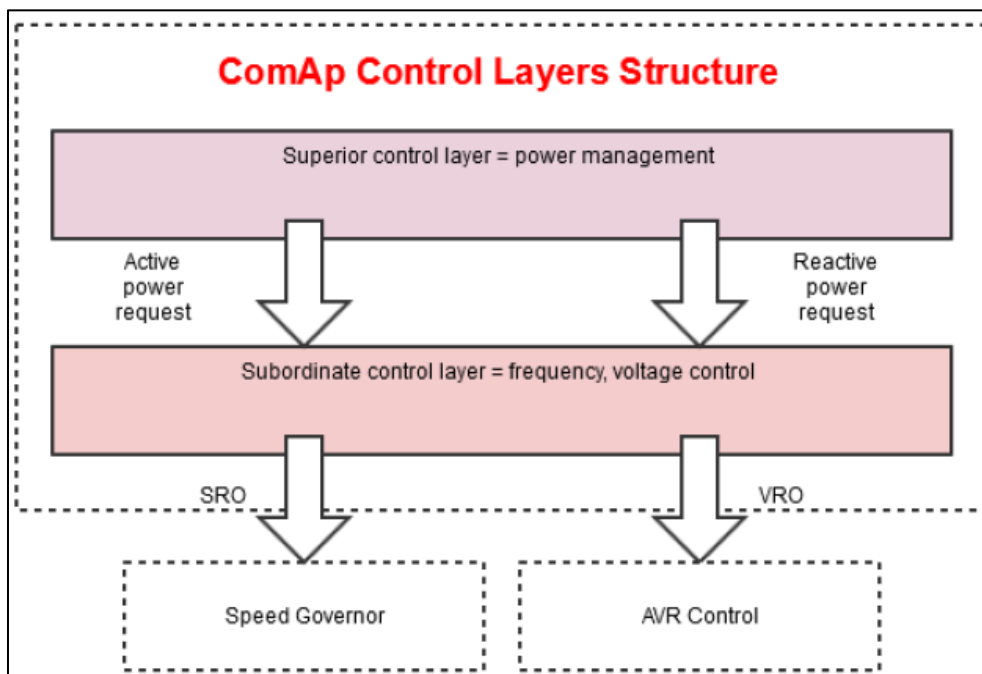 ComAp Control Layers Structure
Superior control layer = power management
Active
power
request
Reactive
power
request
Subordinate control layer = frequency, voltage control
SRO
VRO
Speed Governor
AVR Control